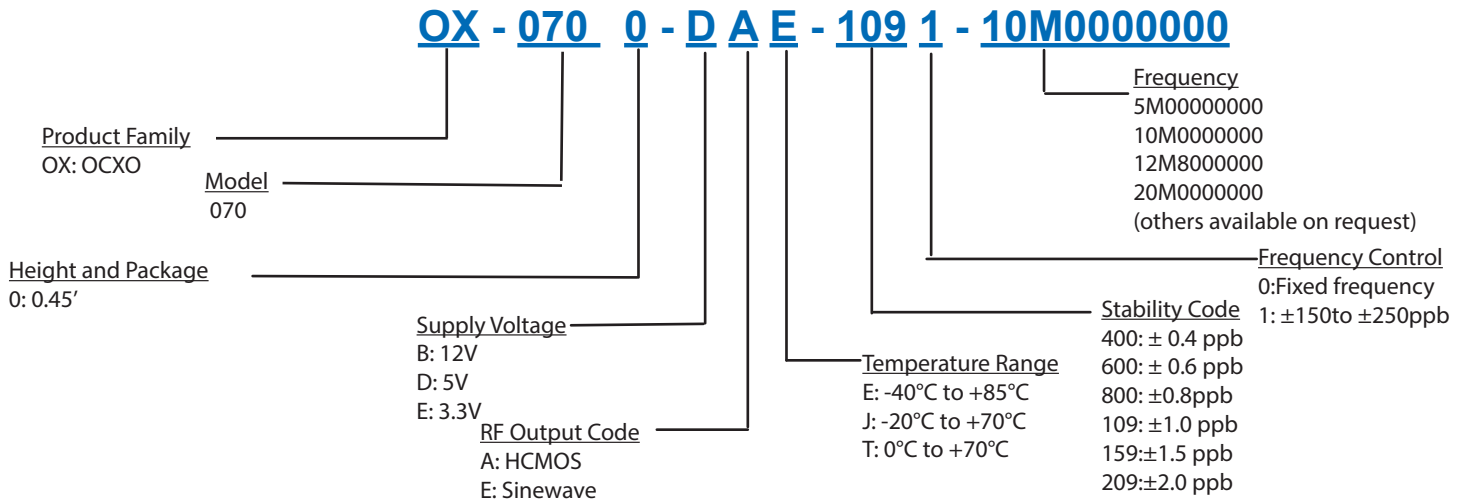 OX - 070 0 - D A E - 109 1 - 10M0000000
Frequency
5M00000000
10M0000000
12M8000000
20M0000000
(others available on request)
Product Family
OX: OCXO
Model
070
Height and Package
0: 0.45′
Supply Voltage
B: 12V
D: 5V
E: 3.3V
RF Output Code
A: HCMOS
E: Sinewave
Temperature Range
E: -40°C to +85°C
J: -20°C to +70°C
T: 0°C to +70°C
Stability Code
400: ± 0.4 ppb
600: ± 0.6 ppb
800: ±0.8ppb
109: ±1.0 ppb
159:±1.5 ppb
209:±2.0 ppb
Frequency Control
0:Fixed frequency
1: ±150to ±250ppb